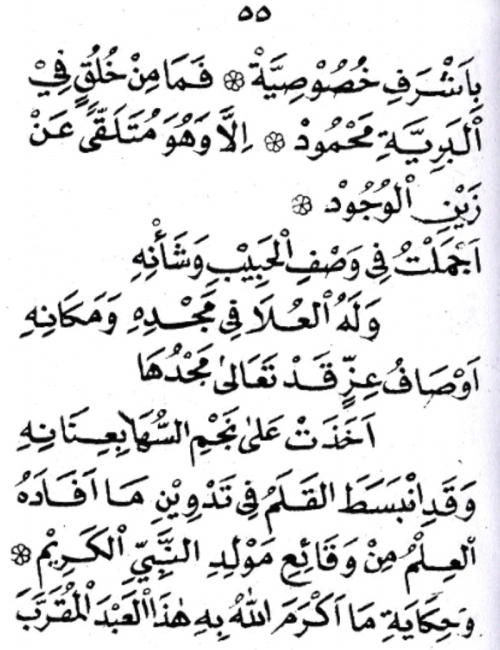 ٥٥
بِاَشْرَفِ خُصُوْصِيَّةْ ۞ فَمَا مِنْ خُلُقٍ فِيْ
الْبَرِيَّةِ مَحْمُوْدْ ۞ اِلَّا وَهُوَ مُتَلَقًّى عَنْ
زَيْنِ الْوُجُوْدْ ۞
اَجْمَلْتُ فِى وَصْفِ الْحَبِيْبِ وَشَأْنِهِ
وَلَهُ الْعُلَا فِى مَجْدِهِ وَمَكَانِهِ
اَوْصَافُ عِزٍّ قَدْ تَعَالَى مَجْدُهَا
اَخَذَتْ عَلَى نَجْمِ السُّهَا بِعِنَانِهِ
وَقَدِ انْبَسَطَ الْقَلَمُ فِى تَدْوِيْنِ مَا اَفَادَهُ
الْعِلْمُ مِنْ وَقَائِعِ مَوْلِدِ النَّبِيِّ الْكَرِيْمِ ۞
وَحِكَايَةِ مَا اَكْرَمَ اللهُ بِهِ هٰذَا الْعَبْدَ الْمُقَرَّبَ